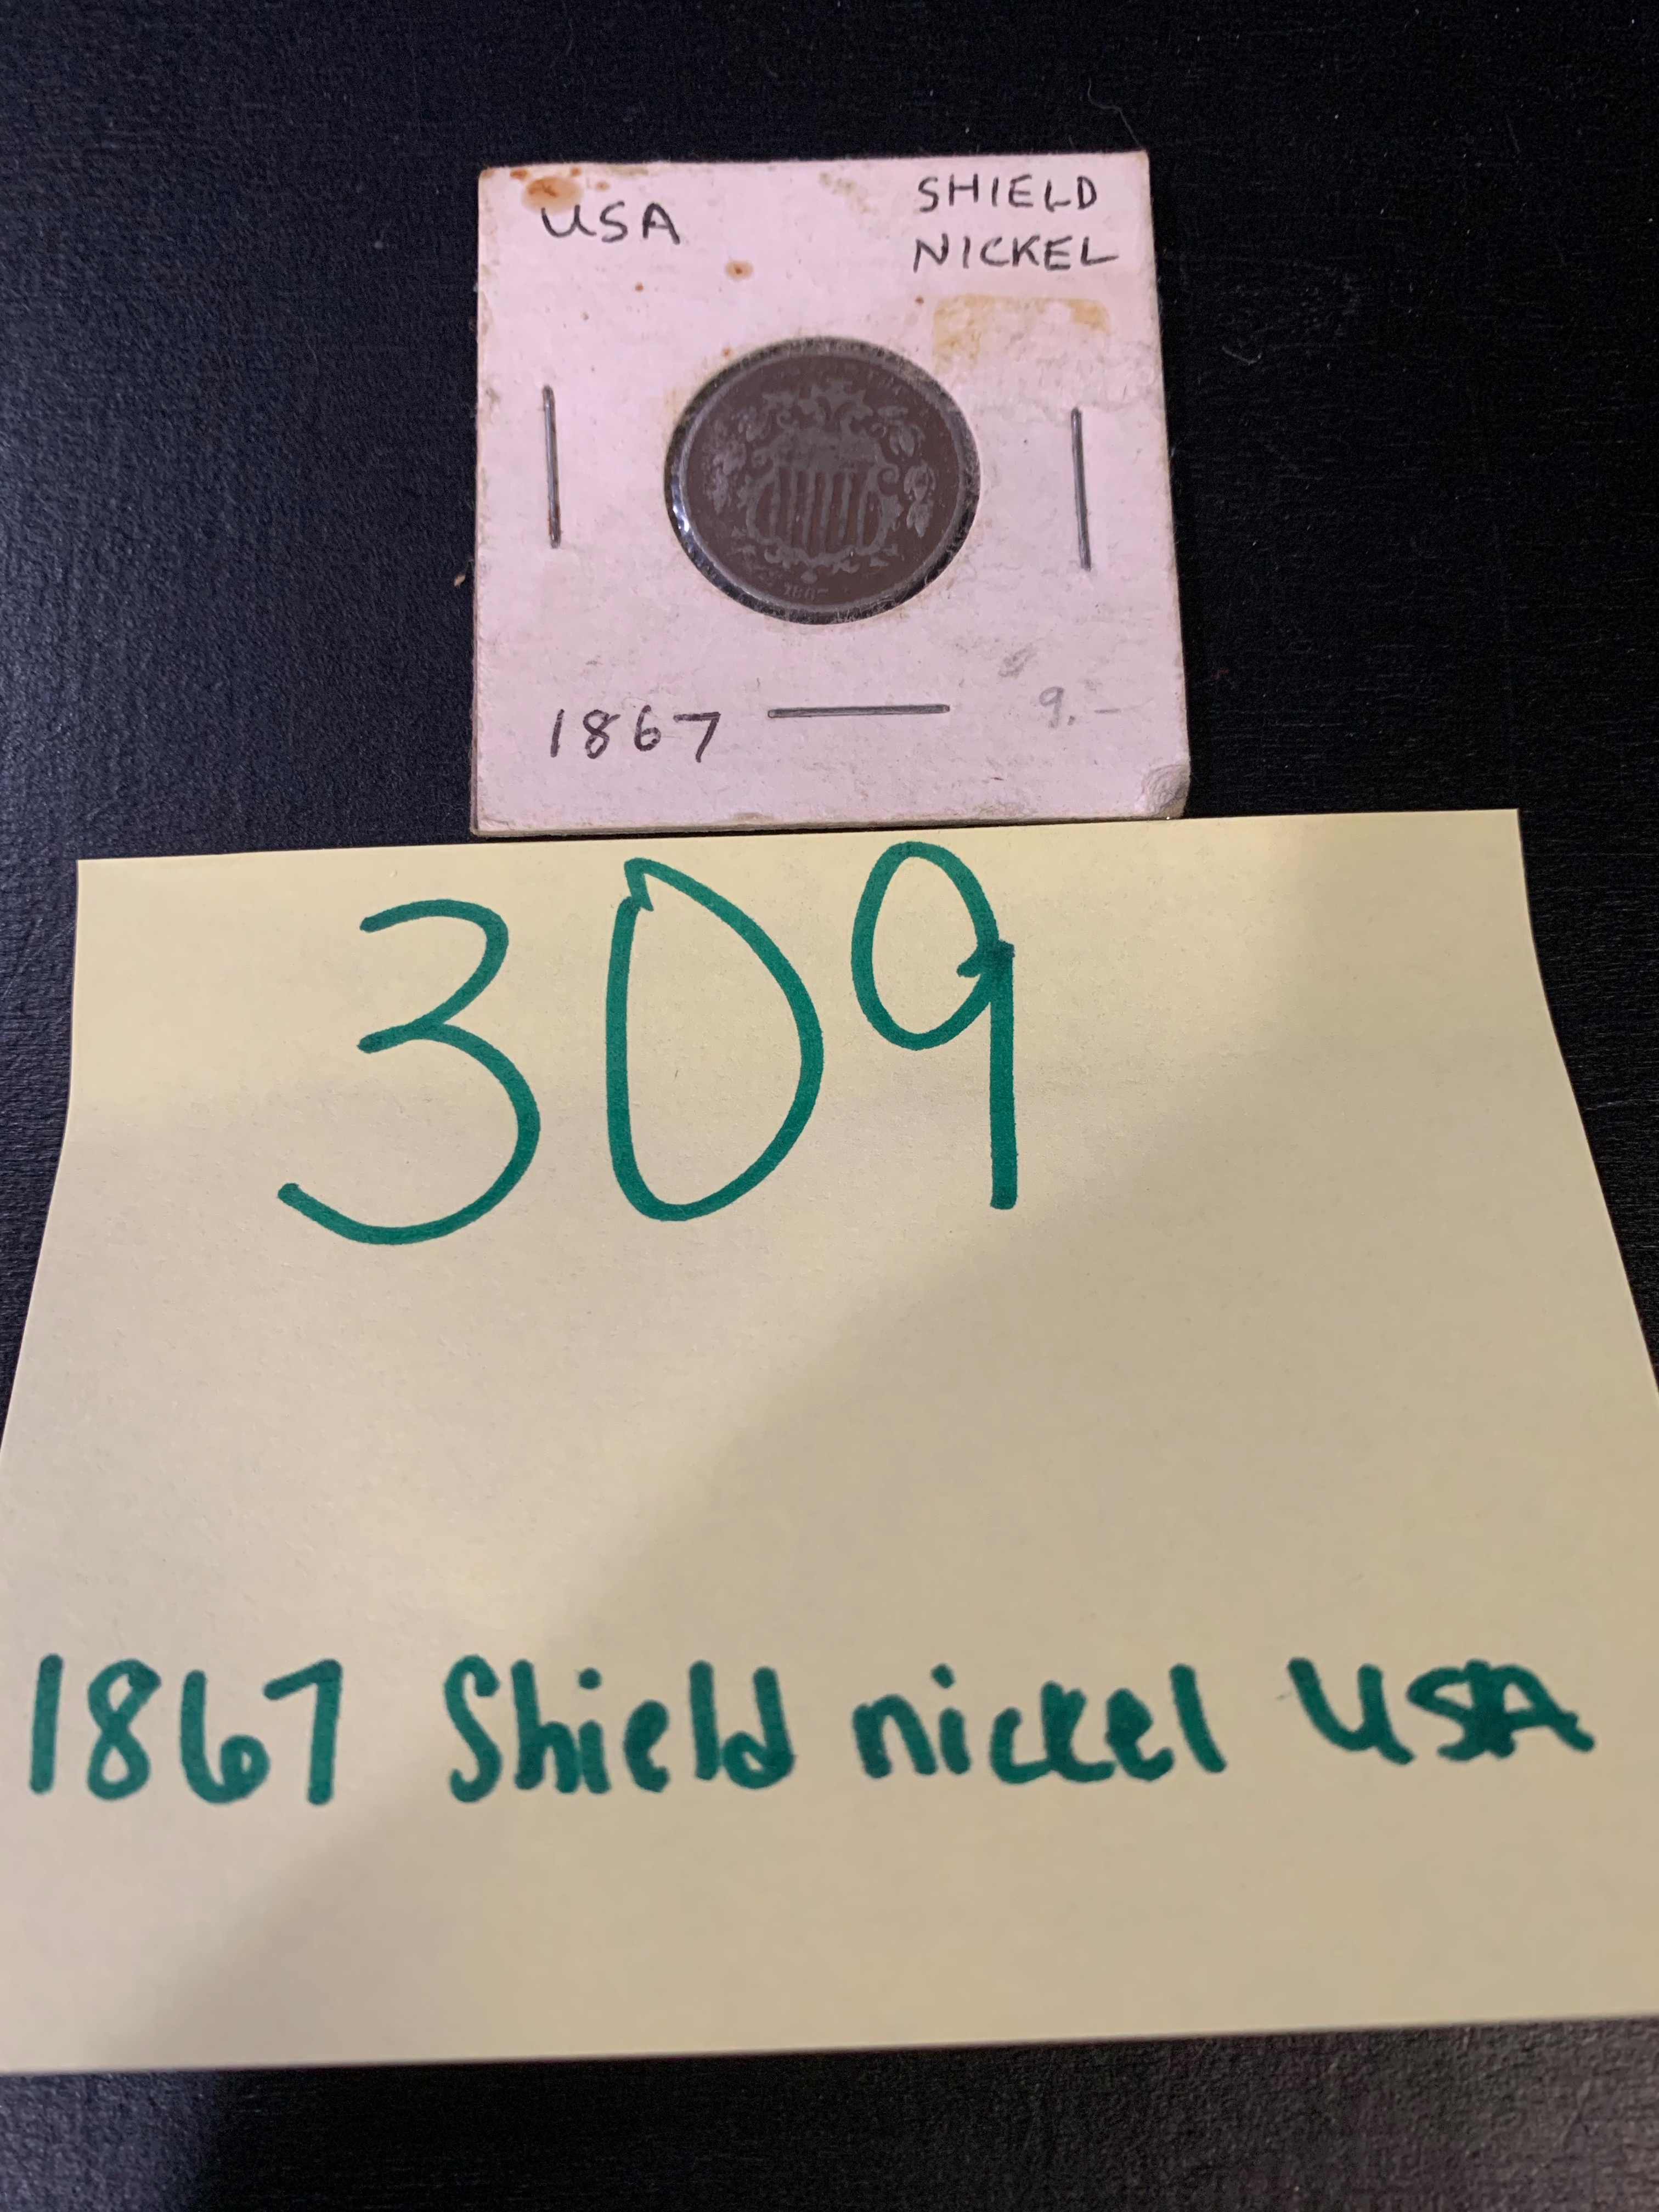 USA
SHIELD
NICKEL
1867
9.-
309
1867 Shield nickel USA